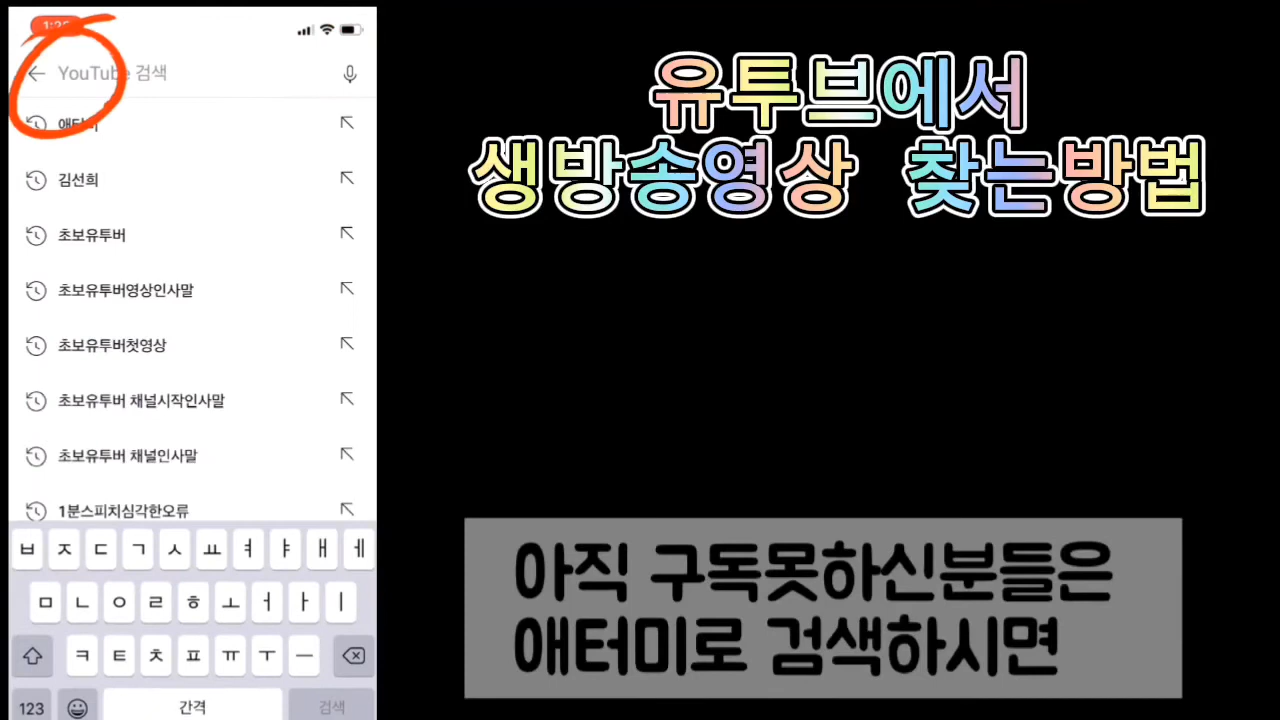 YouTube 검색
애터미
김선희
초보유투버
초보유투버영상인사말
초보유투버첫영상
초보유투버 채널시작인사말
초보유투버 채널인사말
1분스피치심각한오류
ㅂ ㅈ ㄷ ㄱ ㅅ ㅛ ㅕ ㅑ ㅐ ㅔ
ㅁ ㄴ ㅇ ㄹ ㅎ ㅗ ㅓ ㅏ ㅣ
ㅋ ㅌ ㅊ ㅍ ㅠ ㅜ ㅡ
123 간격 검색
유투브에서
생방송영상 찾는방법
아직 구독못하신분들은
애터미로 검색하시면